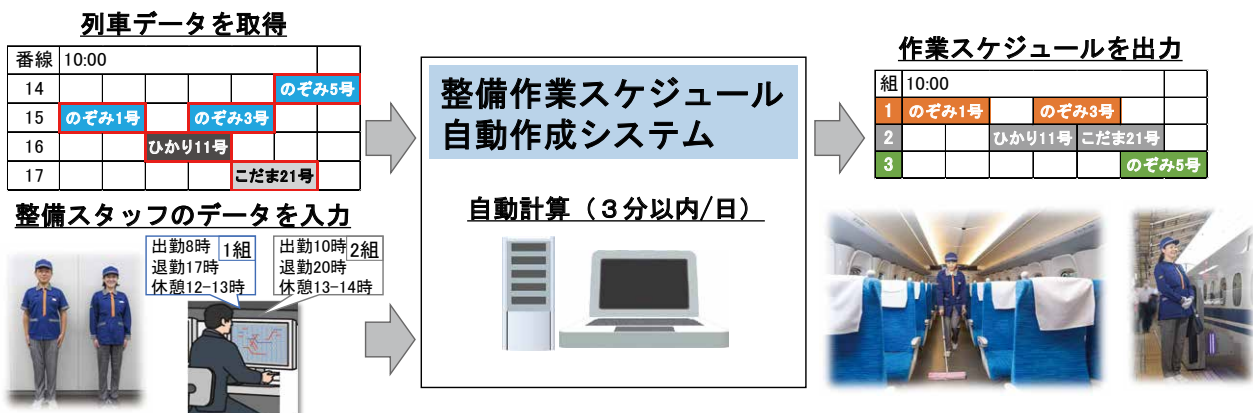 列車データを取得
番線 10:00
14 のぞみ5号
15 のぞみ1号 のぞみ3号
16 ひかり11号
17 こだま21号
整備スタッフのデータを入力
出勤8時 1組
退勤17時
休憩12-13時
出勤10時 2組
退勤20時
休憩13-14時
整備作業スケジュール
自動作成システム
自動計算(3分以内/日)
作業スケジュールを出力
組 10:00
1 のぞみ1号 のぞみ3号
2 ひかり11号 こだま21号
3 のぞみ5号